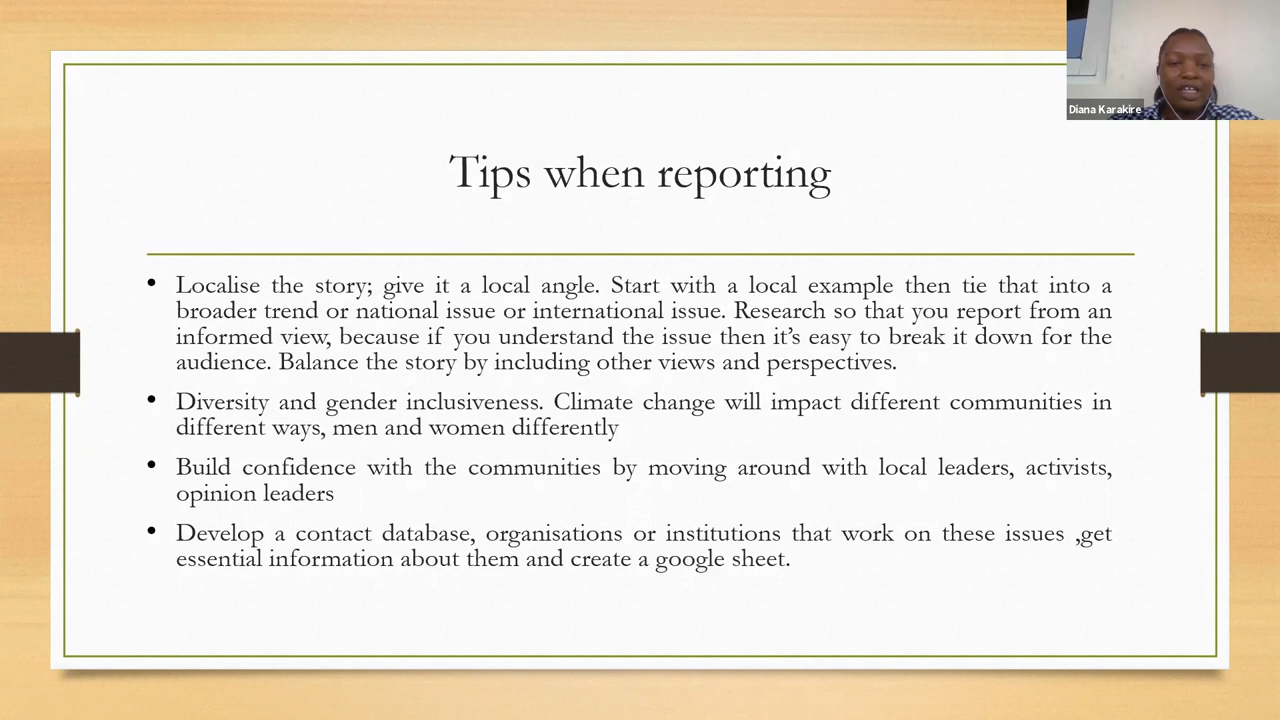 Diana Karakire
Tips when reporting
• Localise the story; give it a local angle. Start with a local example then tie that into a
broader trend or national issue or international issue. Research so that you report from an
informed view, because if you understand the issue then it’s easy to break it down for the
audience. Balance the story by including other views and perspectives.
• Diversity and gender inclusiveness. Climate change will impact different communities in
different ways, men and women differently
• Build confidence with the communities by moving around with local leaders, activists,
opinion leaders
• Develop a contact database, organisations or institutions that work on these issues ,get
essential information about them and create a google sheet.